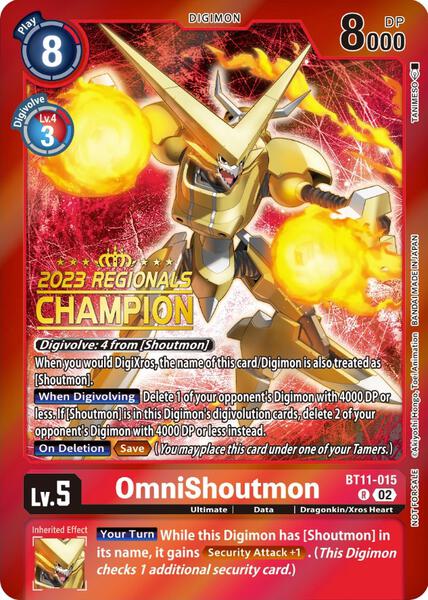 DIGIMON
Play
8
DP
8000
Digivolve
Lv.4
3
TANIMESO
2023 REGIONALS
CHAMPION
Digivolve: 4 from [Shoutmon]
When you would DigiXros, the name of this card/Digimon is also treated as
[Shoutmon].
When Digivolving Delete 1 of your opponent's Digimon with 4000 DP or
less. If [Shoutmon] is in this Digimon's digivolution cards, delete 2 of your
opponent's Digimon with 4000 DP or less instead.
On Deletion Save (You may place this card under one of your Tamers.)
©Akiyoshi Hongo, Toei Animation BANDAI MADE IN JAPAN
NOT FOR SALE
Lv.5
OmniShoutmon
BT11-015
R 02
Ultimate Data Dragonkin/Xros Heart
Inherited Effect
Your Turn While this Digimon has [Shoutmon] in
its name, it gains Security Attack +1 . (This Digimon
checks 1 additional security card.)